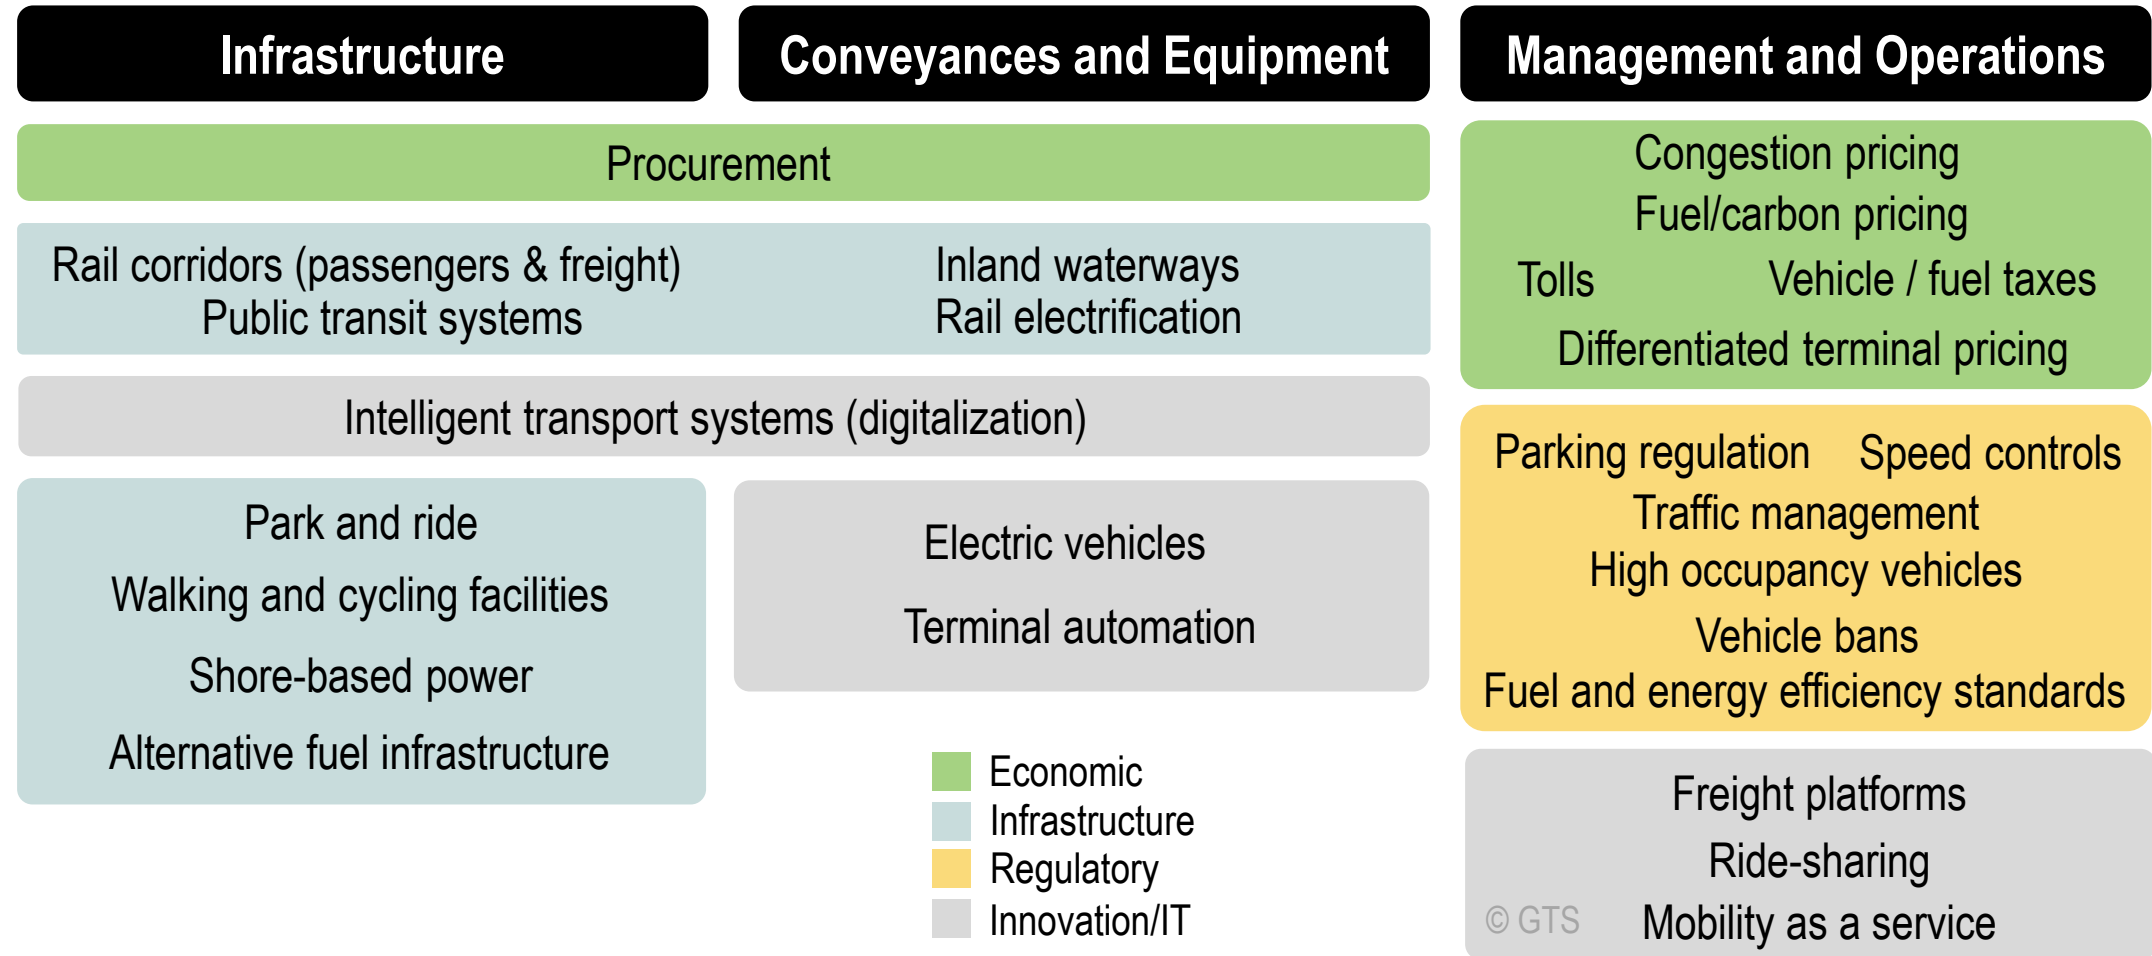 Infrastructure
Conveyances and Equipment
Management and Operations
Procurement
Rail corridors (passengers & freight)
Public transit systems
Inland waterways
Rail electrification
Intelligent transport systems (digitalization)
Park and ride
Walking and cycling facilities
Shore-based power
Alternative fuel infrastructure
Electric vehicles
Terminal automation
Economic
Infrastructure
Regulatory
Innovation/IT
Congestion pricing
Fuel/carbon pricing
Tolls
Vehicle / fuel taxes
Differentiated terminal pricing
Parking regulation
Speed controls
Traffic management
High occupancy vehicles
Vehicle bans
Fuel and energy efficiency standards
Freight platforms
Ride-sharing
Mobility as a service
© GTS